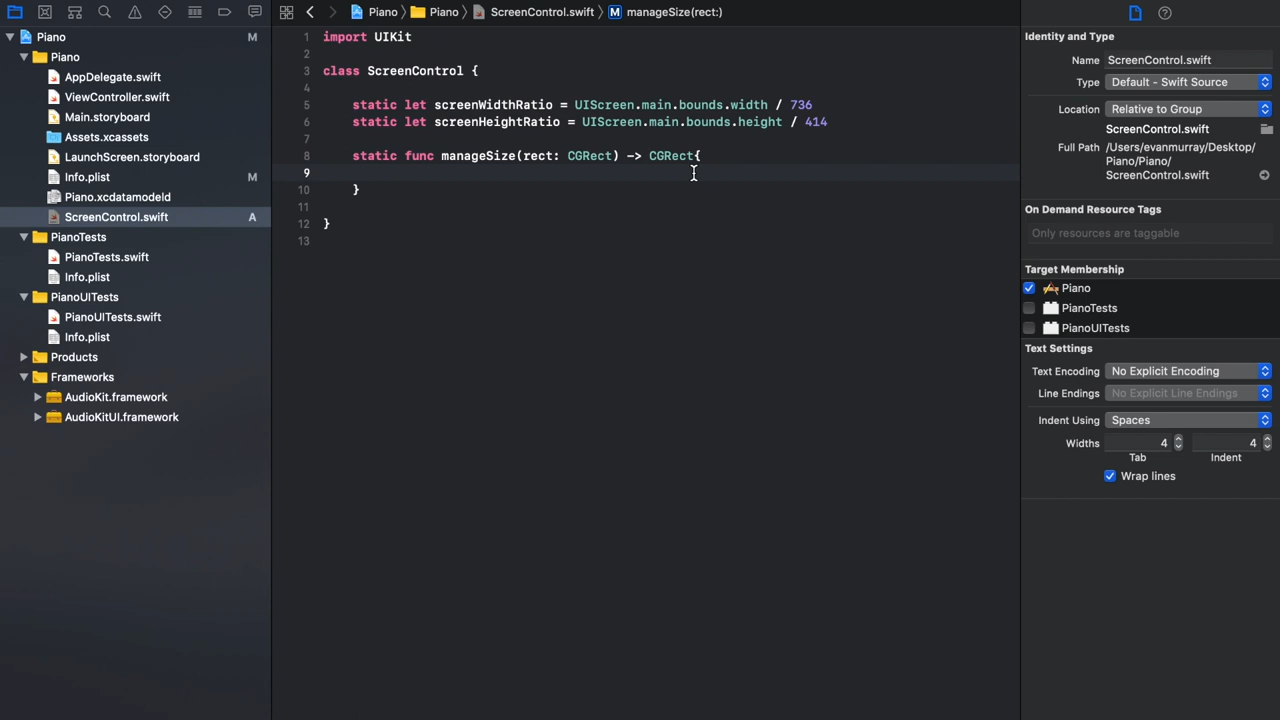 Piano M
Piano
AppDelegate.swift
ViewController.swift
Main.storyboard
Assets.xcassets
LaunchScreen.storyboard
Info.plist M
Piano.xcdatamodeld
ScreenControl.swift A
PianoTests
PianoTests.swift
Info.plist
PianoUITests
PianoUITests.swift
Info.plist
Products
Frameworks
AudioKit.framework
AudioKitUI.framework
Piano Piano ScreenControl.swift M manageSize(rect:)
1 import UIKit
2
3 class ScreenControl {
4
5 static let screenWidthRatio = UIScreen.main.bounds.width / 736
6 static let screenHeightRatio = UIScreen.main.bounds.height / 414
7
8 static func manageSize(rect: CGRect) -> CGRect{
9
10 }
11
12 }
13
Identity and Type
Name ScreenControl.swift
Type Default - Swift Source
Location Relative to Group
ScreenControl.swift
Full Path /Users/evanmurray/Desktop/
Piano/Piano/
ScreenControl.swift
On Demand Resource Tags
Only resources are taggable
Target Membership
Piano
PianoTests
PianoUITests
Text Settings
Text Encoding No Explicit Encoding
Line Endings No Explicit Line Endings
Indent Using Spaces
Widths 4 4
Tab Indent
Wrap lines